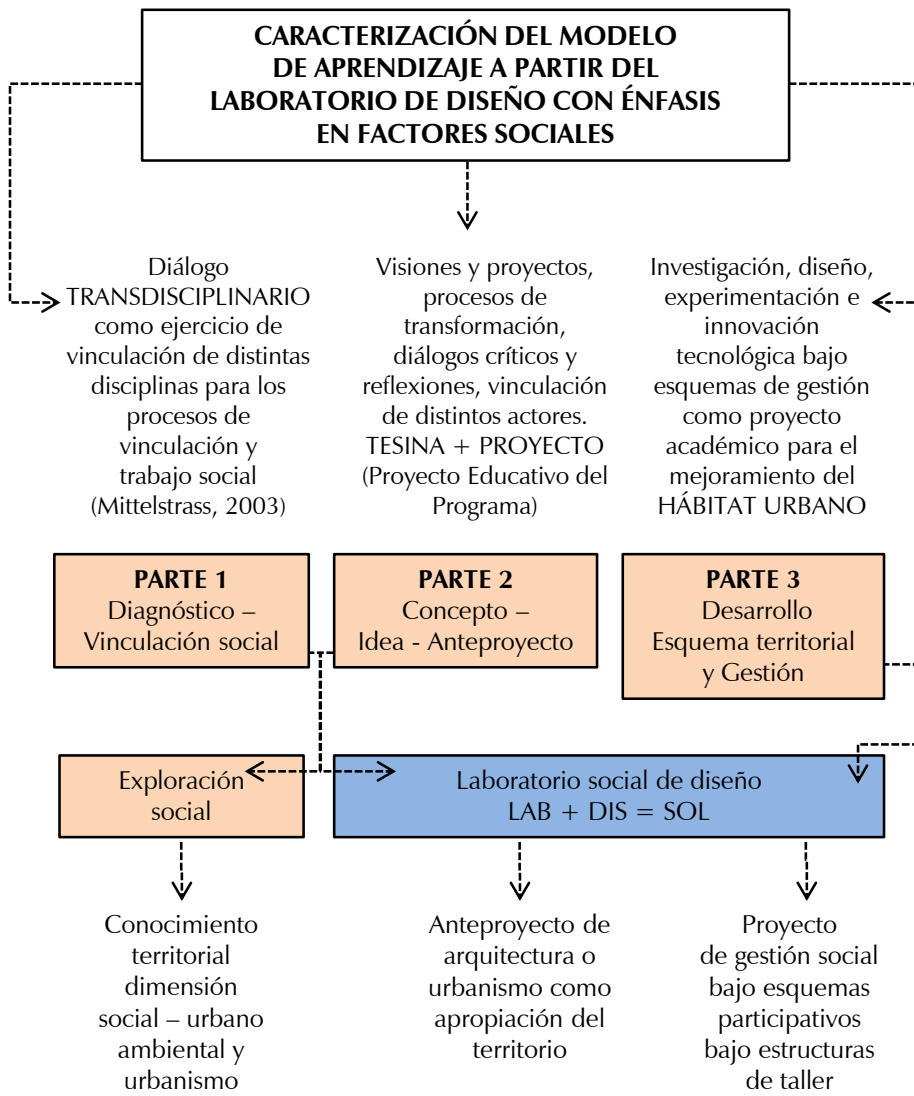 CARACTERIZACIÓN DEL MODELO
DE APRENDIZAJE A PARTIR DEL
LABORATORIO DE DISEÑO CON ÉNFASIS
EN FACTORES SOCIALES
Diálogo
TRANSDISCIPLINARIO
como ejercicio de
vinculación de distintas
disciplinas para los
procesos de
vinculación y
trabajo social
(Mittelstrass, 2003)
Visiones y proyectos,
procesos de
transformación,
diálogos críticos y
reflexiones, vinculación
de distintos actores.
TESINA + PROYECTO
(Proyecto Educativo del
Programa)
Investigación, diseño,
experimentación e
innovación
tecnológica bajo
esquemas de gestión
como proyecto
académico para el
mejoramiento del
HÁBITAT URBANO
PARTE 1
Diagnóstico –
Vinculación social
PARTE 2
Concepto –
Idea - Anteproyecto
PARTE 3
Desarrollo
Esquema territorial
y Gestión
Exploración
social
Laboratorio social de diseño
LAB + DIS = SOL
Conocimiento
territorial
dimensión
social – urbano
ambiental y
urbanismo
Anteproyecto de
arquitectura o
urbanismo como
apropiación del
territorio
Proyecto
de gestión social
bajo esquemas
participativos
bajo estructuras
de taller